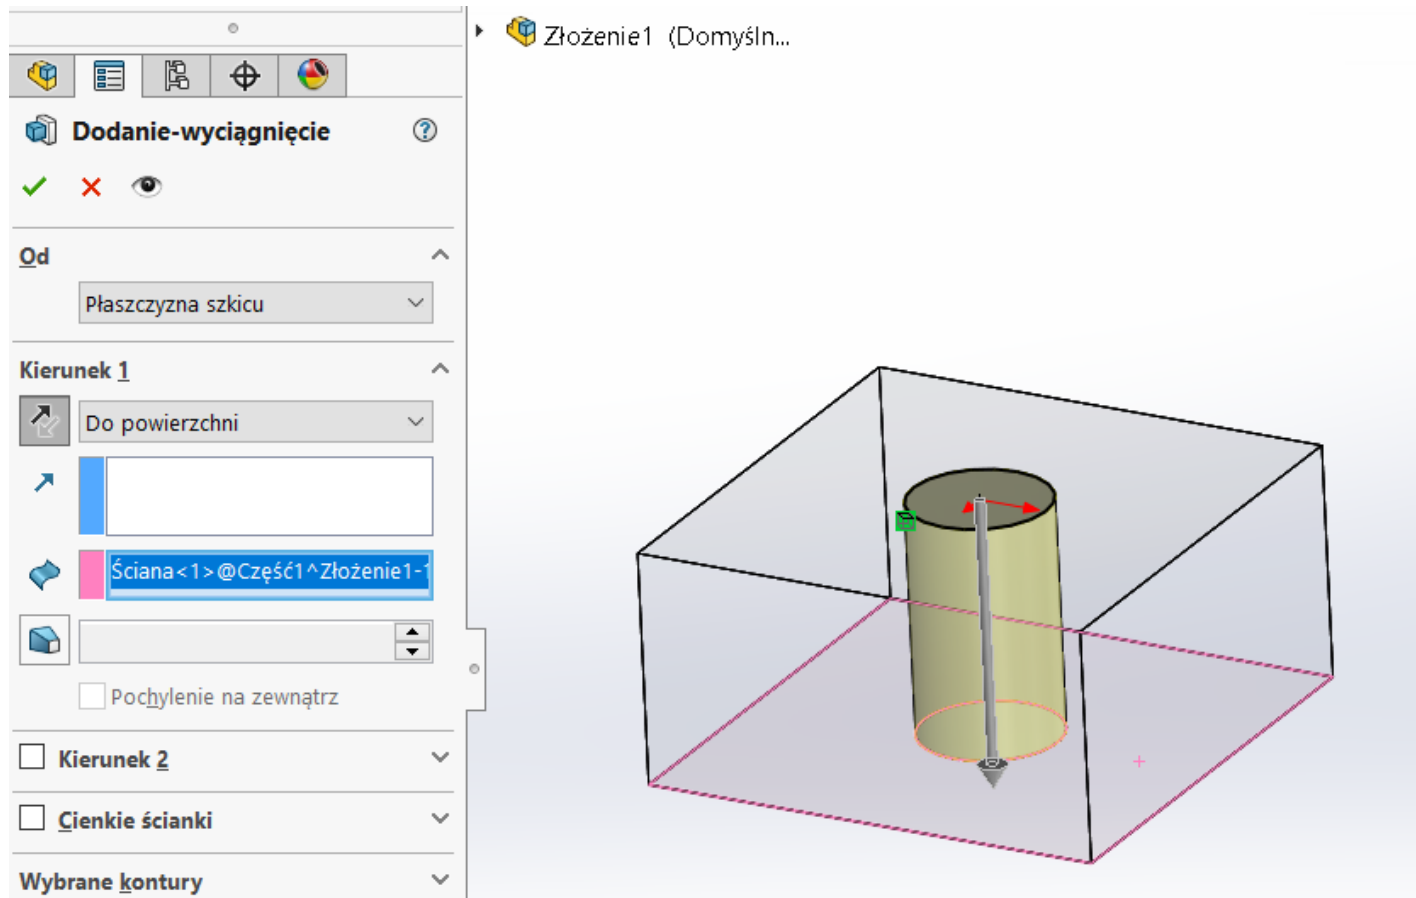 Złożenie1 (Domyśln...
Dodanie-wyciągnięcie
Od
Płaszczyzna szkicu
Kierunek 1
Do powierzchni
Ściana<1>@Część1^Złożenie1-1
Pochylenie na zewnątrz
Kierunek 2
Cienkie ścianki
Wybrane kontury